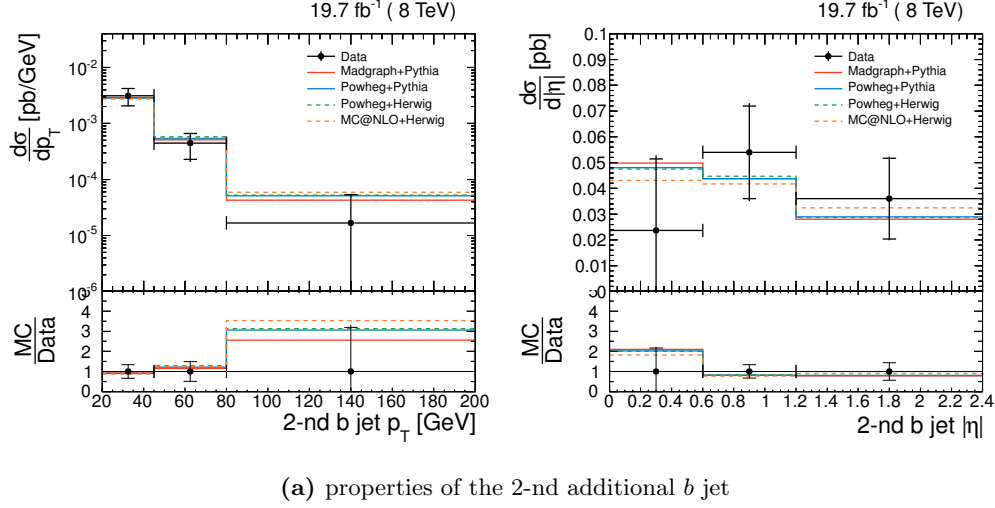 19.7 fb⁻¹ ( 8 TeV)
dσ/dp_T [pb/GeV]
10⁻²
10⁻³
10⁻⁴
10⁻⁵
10⁻⁶
Data
Madgraph+Pythia
Powheg+Pythia
Powheg+Herwig
MC@NLO+Herwig
MC/Data
4
3
2
1
0
20 40 60 80 100 120 140 160 180 200
2-nd b jet p_T [GeV]
19.7 fb⁻¹ ( 8 TeV)
dσ/d|η| [pb]
0.1
0.09
0.08
0.07
0.06
0.05
0.04
0.03
0.02
0.01
Data
Madgraph+Pythia
Powheg+Pythia
Powheg+Herwig
MC@NLO+Herwig
MC/Data
4
3
2
1
0
0 0.2 0.4 0.6 0.8 1 1.2 1.4 1.6 1.8 2 2.2 2.4
2-nd b jet |η|
(a) properties of the 2-nd additional b jet